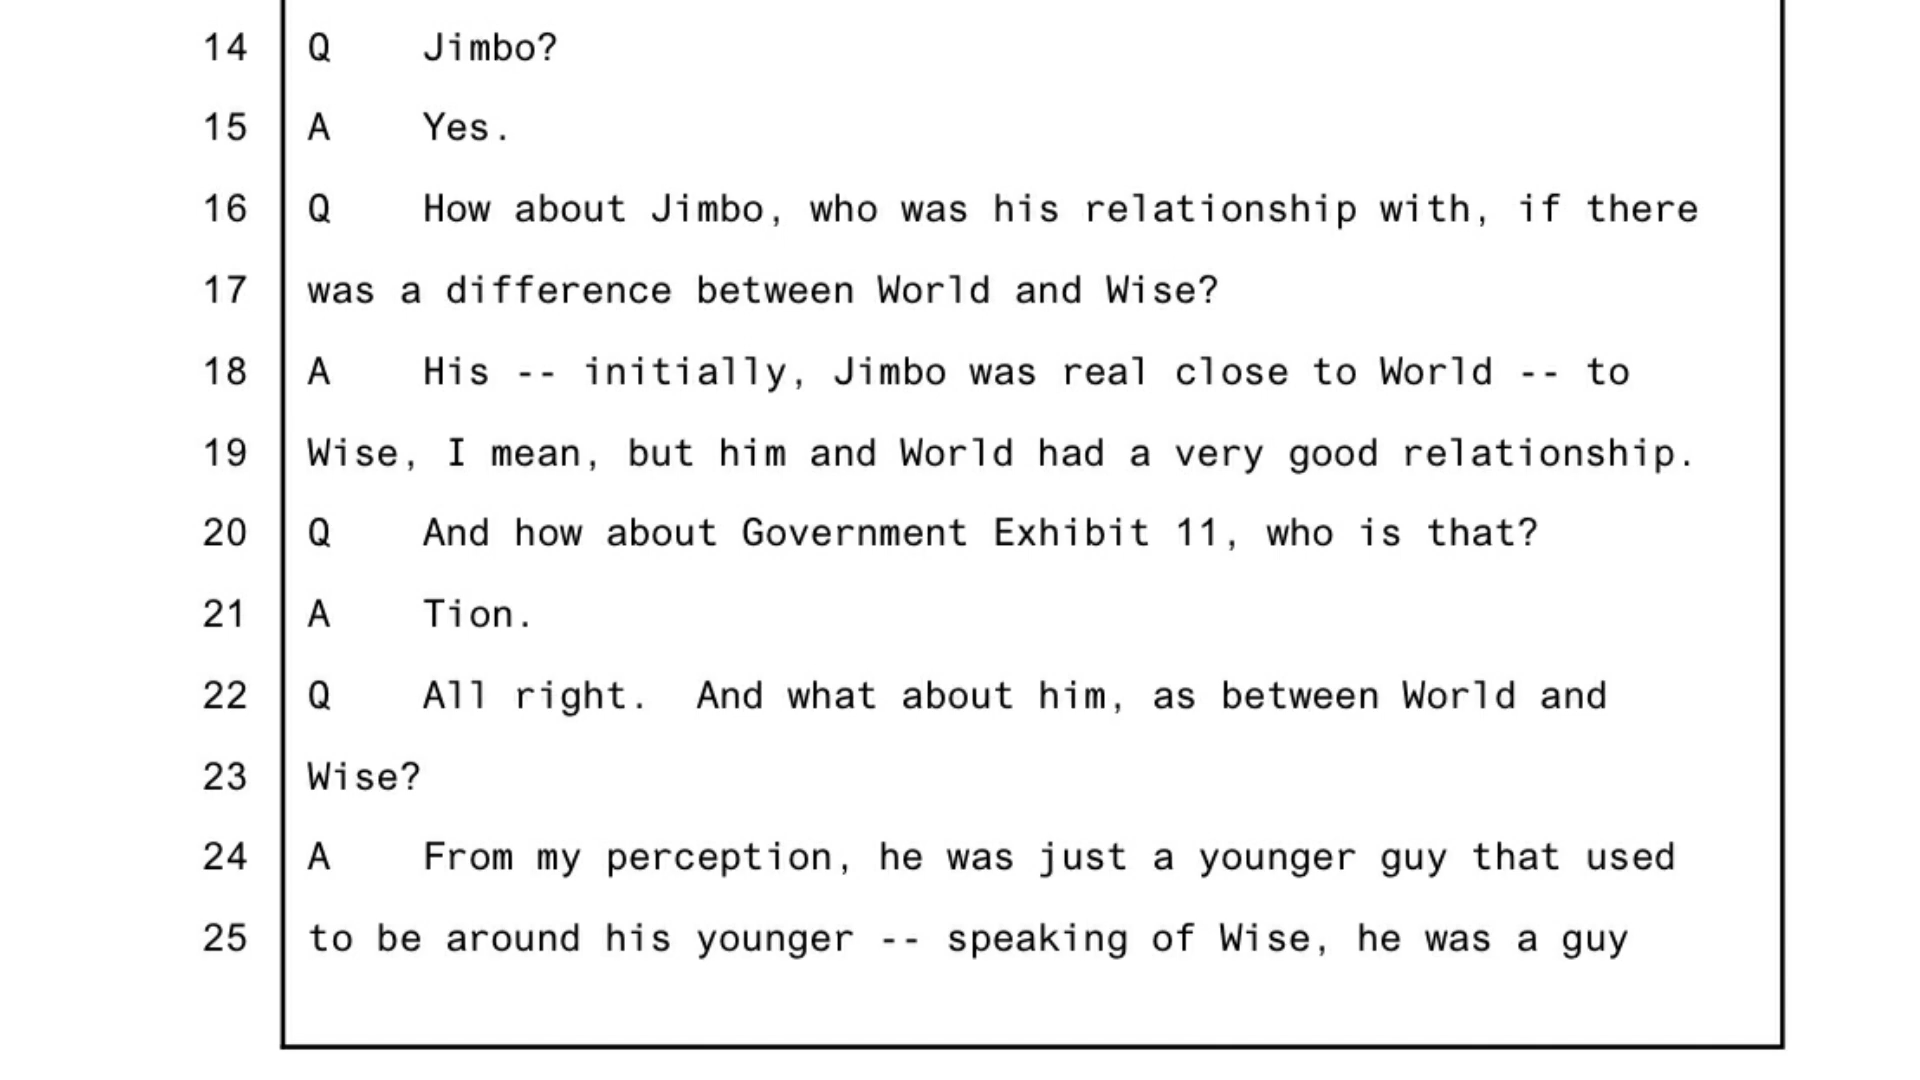 14 Q Jimbo?
15 A Yes.
16 Q How about Jimbo, who was his relationship with, if there
17 was a difference between World and Wise?
18 A His -- initially, Jimbo was real close to World -- to
19 Wise, I mean, but him and World had a very good relationship.
20 Q And how about Government Exhibit 11, who is that?
21 A Tion.
22 Q All right.  And what about him, as between World and
23 Wise?
24 A From my perception, he was just a younger guy that used
25 to be around his younger -- speaking of Wise, he was a guy